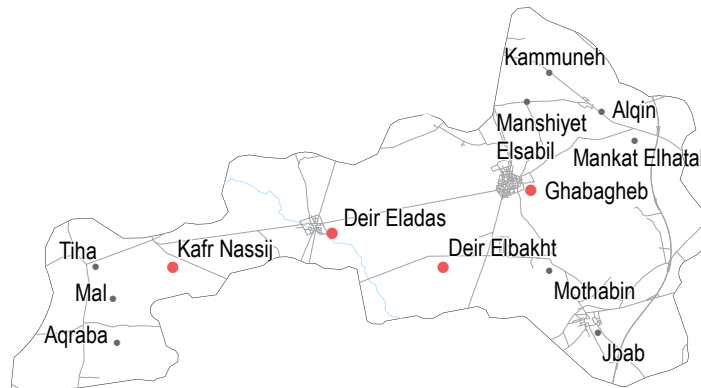 Kammuneh
Alqin
Manshiyet
Elsabil
Mankat Elhatab
Ghabagheb
Deir Eladas
Deir Elbakht
Kafr Nassij
Tiha
Mal
Mothabin
Aqraba
Jbab